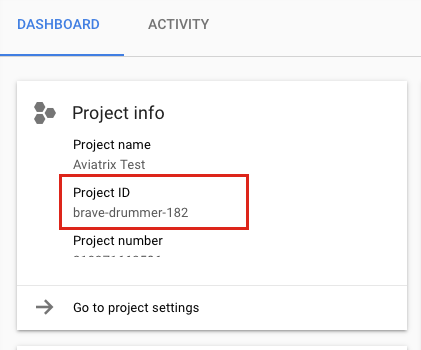 DASHBOARD ACTIVITY
Project info
Project name
Aviatrix Test
Project ID
brave-drummer-182
Project number
Go to project settings